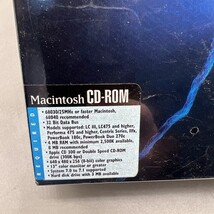 Macintosh CD-ROM
REQUIRED
• 68030/25MHz or faster Macintosh,
68040 recommended
• 32 Bit Data Bus
• Models supported: LC III, LC475 and higher,
Performa 475 and higher, Centris Series, IIfx,
PowerBook 180c, PowerBook Duo 270c
• 4 MB RAM with minimum 2,500K available,
8 MB recommended
• Apple CD 300 or Double Speed CD-ROM
drive (300K bps)
• 640 x 480 x 256 (8-bit) color graphics
• 13" color monitor or greater
• System 7.0 to 7.1 supported
• Hard disk drive with 5 MB available